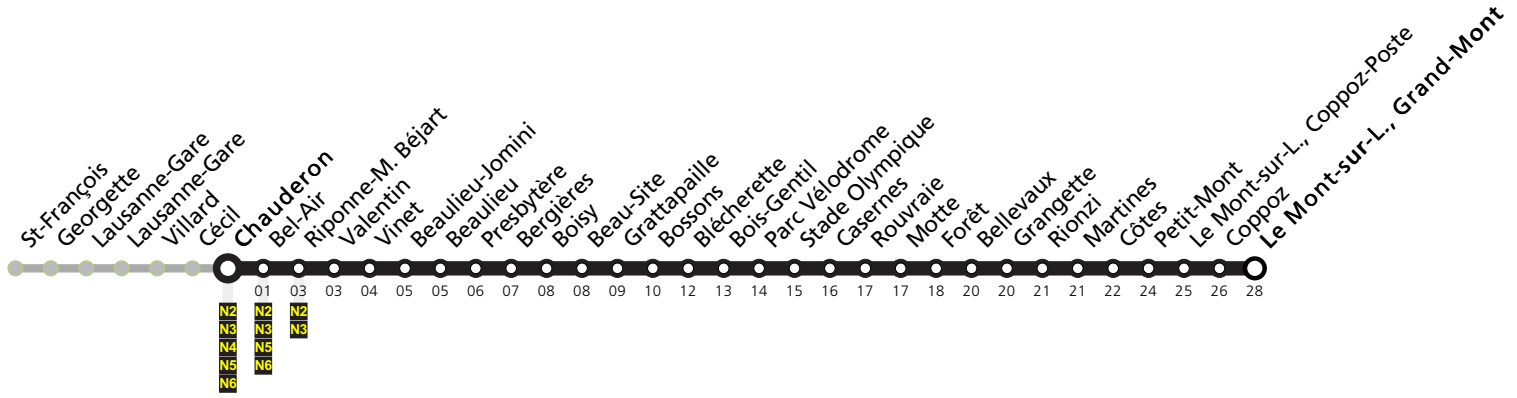 St-François
Georgette
Lausanne-Gare
Lausanne-Gare
Villard
Cécil
Chauderon
Bel-Air
Riponne-M. Béjart
Valentin
Vinet
Beaulieu-Jomini
Beaulieu
Presbytère
Bergières
Boisy
Beau-Site
Grattapaille
Bossons
Blécherette
Bois-Gentil
Parc Vélodrome
Stade Olympique
Casernes
Rouvraie
Motte
Forêt
Bellevaux
Grangette
Rionzi
Martines
Côtes
Petit-Mont
Le Mont-sur-L., Coppoz-Poste
Coppoz
Le Mont-sur-L., Grand-Mont
01 03 03 04 05 05 06 07 08 08 09 10 12 13 14 15 16 17 17 18 20 20 21 21 22 24 25 26 28
N2 N2 N2
N3 N3 N3
N4 N5
N5 N6
N6